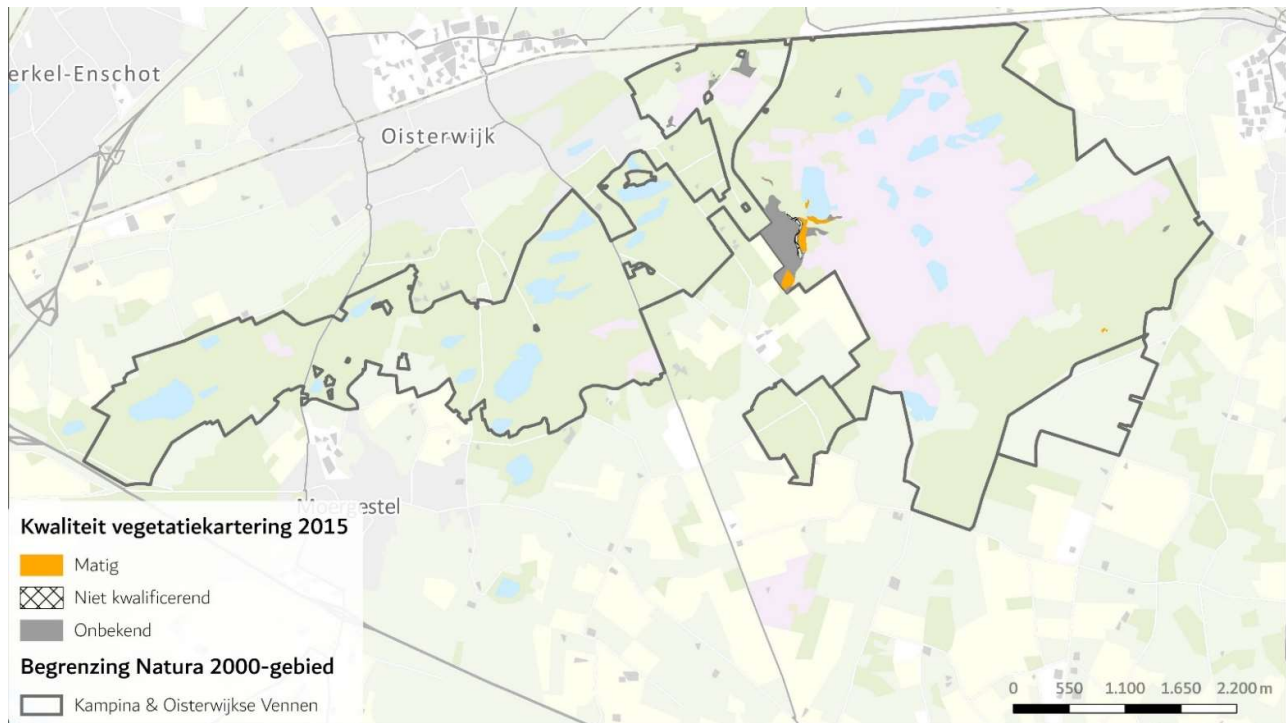 erkel-Enschot
Oisterwijk
Moergestel
Kwaliteit vegetatiekartering 2015
Matig
Niet kwalificerend
Onbekend
Begrenzing Natura 2000-gebied
Kampina & Oisterwijkse Vennen
0 550 1.100 1.650 2.200 m